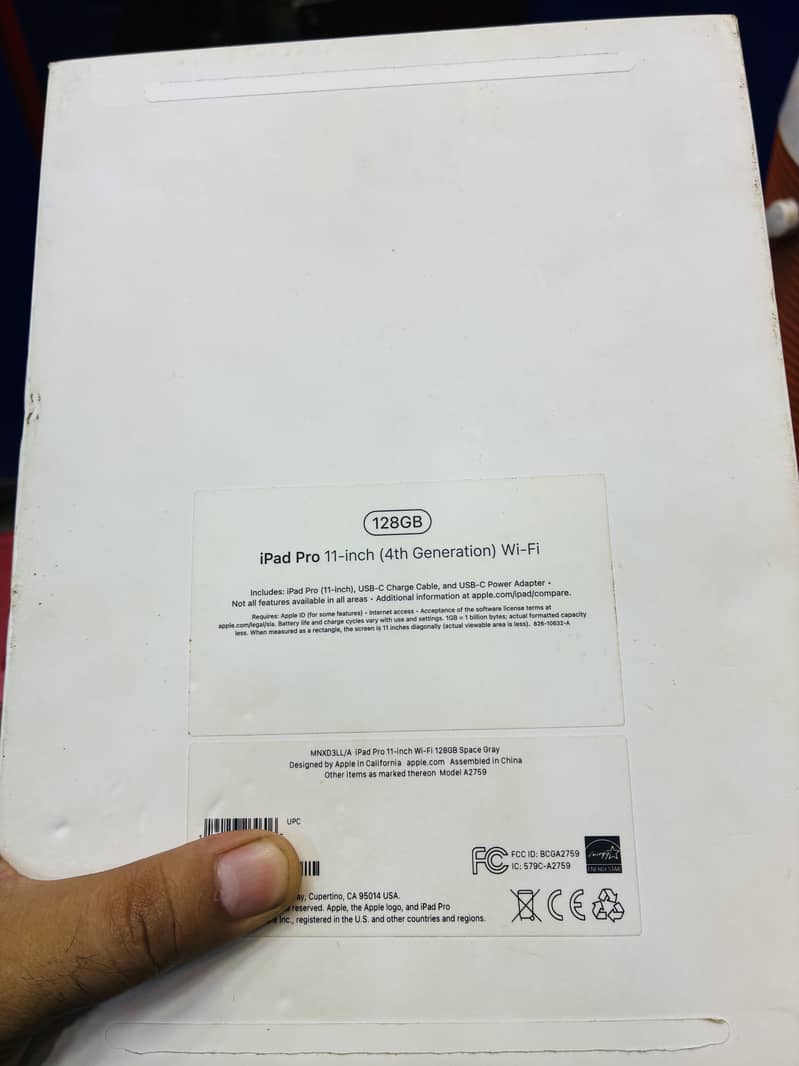 128GB
iPad Pro 11-inch (4th Generation) Wi-Fi
Includes: iPad Pro (11-inch), USB-C Charge Cable, and USB-C Power Adapter •
Not all features available in all areas • Additional information at apple.com/ipad/compare.
Requires: Apple ID (for some features) • Internet access • Acceptance of the software license terms at
apple.com/legal/sla. Battery life and charge cycles vary with use and settings. 1GB = 1 billion bytes; actual formatted capacity
less. When measured as a rectangle, the screen is 11 inches diagonally (actual viewable area is less). 826-10632-A
MNXD3LL/A iPad Pro 11-inch Wi-Fi 128GB Space Gray
Designed by Apple in California apple.com Assembled in China
Other items as marked thereon Model A2759
UPC
FC FCC ID: BCGA2759
IC: 579C-A2759
energy
ENERGY STAR
CE
Cupertino, CA 95014 USA.
reserved. Apple, the Apple logo, and iPad Pro
Inc., registered in the U.S. and other countries and regions.